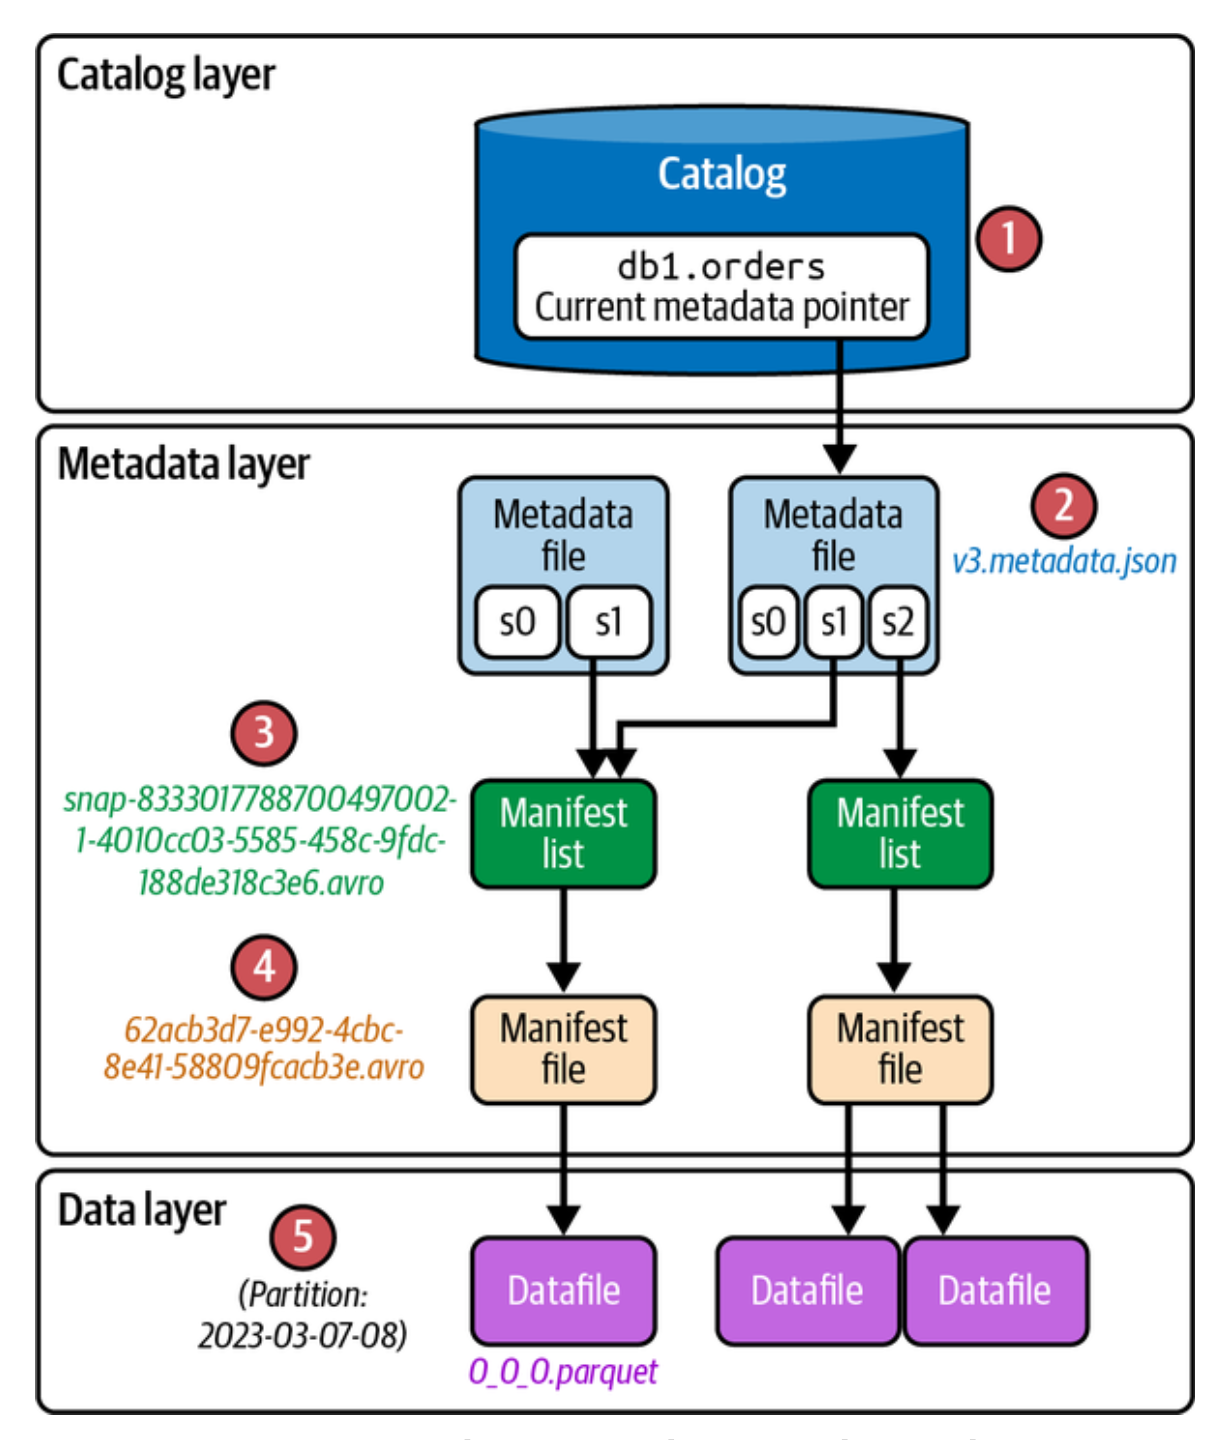 Catalog layer
Catalog
1
db1.orders
Current metadata pointer
Metadata layer
Metadata
file
s0
s1
Metadata
file
s0
s1
s2
2
v3.metadata.json
3
snap-8333017788700497002-
1-4010cc03-5585-458c-9fdc-
188de318c3e6.avro
Manifest
list
Manifest
list
4
62acb3d7-e992-4cbc-
8e41-58809fcacb3e.avro
Manifest
file
Manifest
file
Data layer
5
(Partition:
2023-03-07-08)
Datafile
0_0_0.parquet
Datafile
Datafile